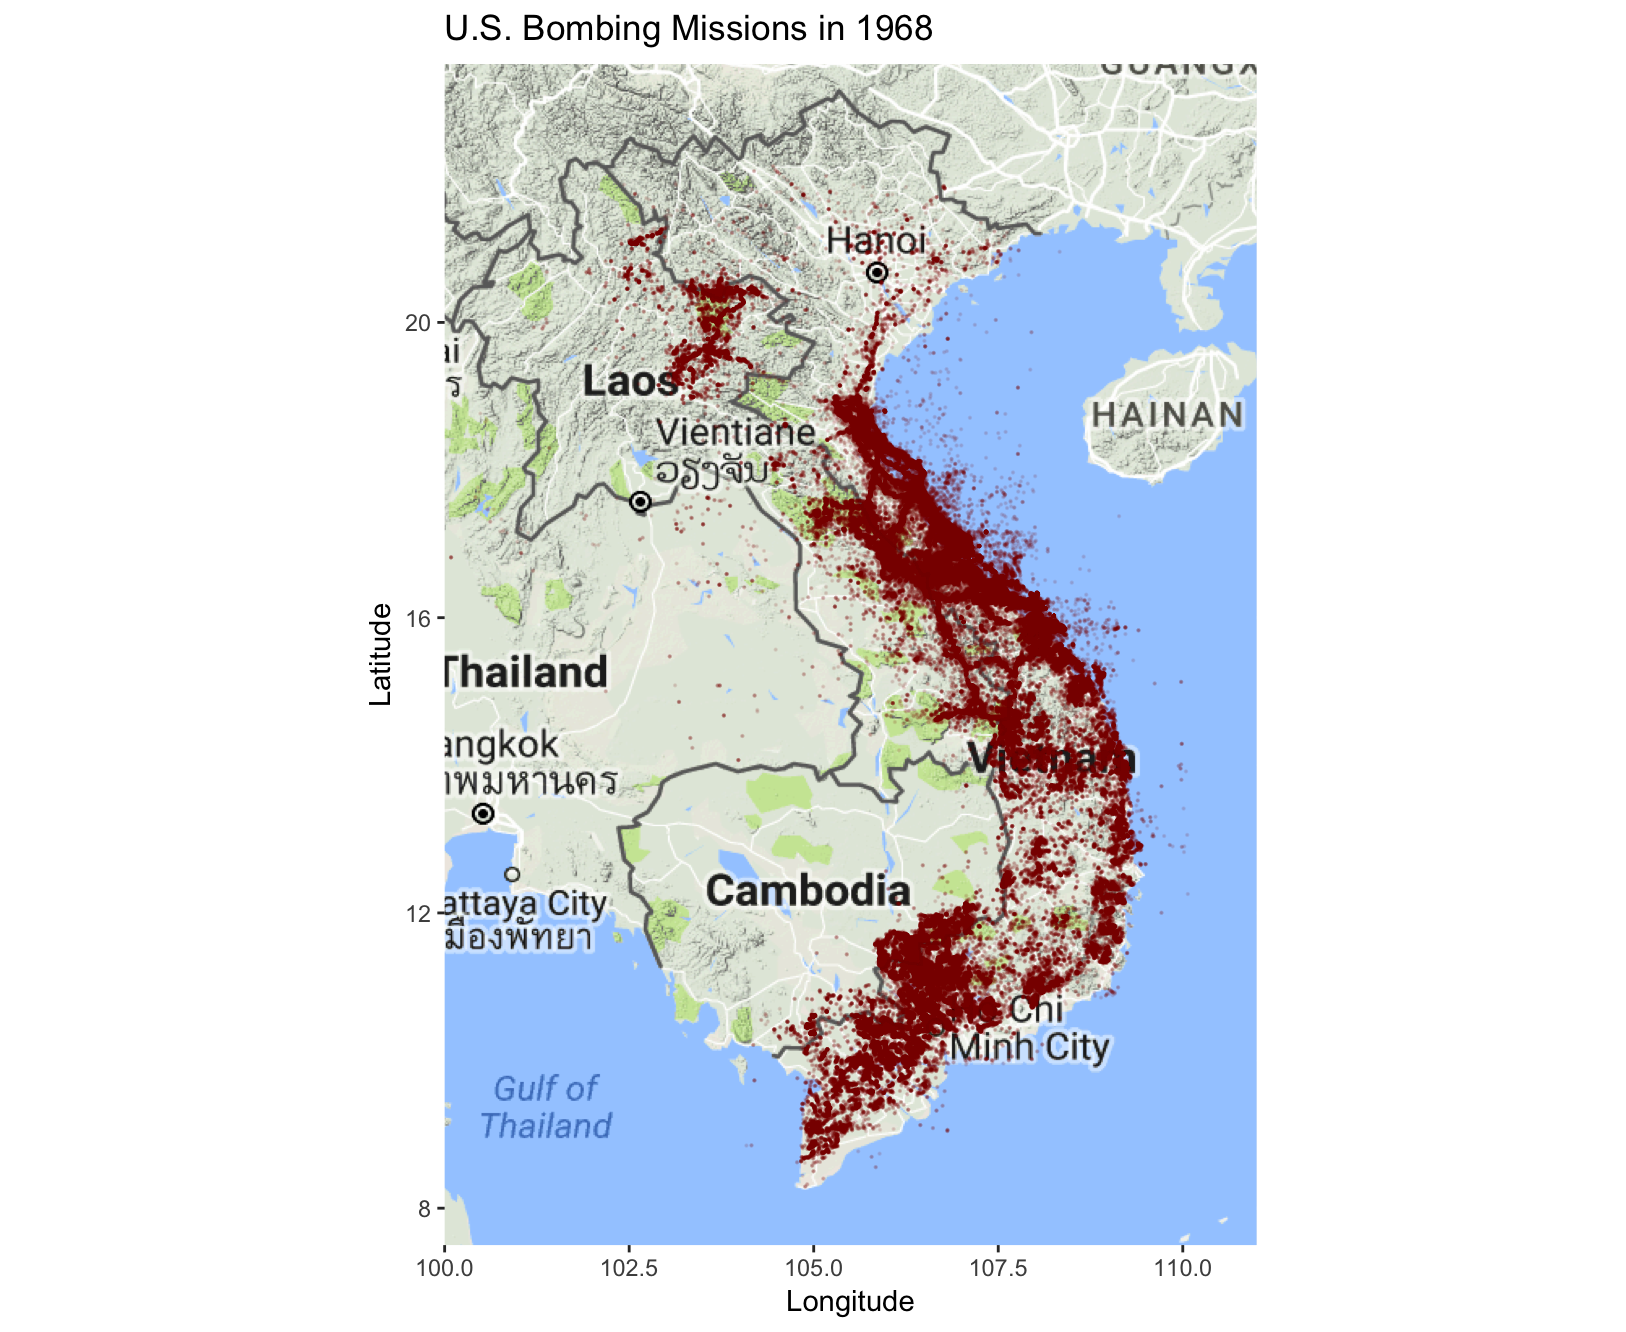 U.S. Bombing Missions in 1968
GUANGX
Hanoi
20
ai
ร
Laos
HAINAN
Vientiane
ວຽງຈັນ
16
Latitude
Thailand
angkok
าพมหานคร
Vietnam
Cambodia
12
attaya City
เมืองพัทยา
Chi
Minh City
Gulf of
Thailand
8
100.0 102.5 105.0 107.5 110.0
Longitude